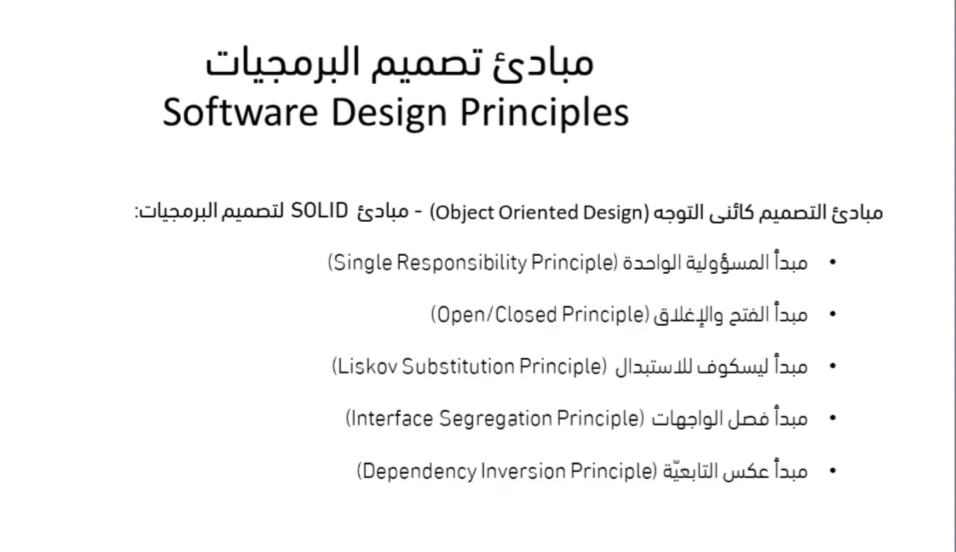 مبادئ تصميم البرمجيات
Software Design Principles
مبادئ التصميم كائنى التوجه (Object Oriented Design) - مبادئ SOLID لتصميم البرمجيات:
• مبدأ المسؤولية الواحدة (Single Responsibility Principle)
• مبدأ الفتح والإغلاق (Open/Closed Principle)
• مبدأ ليسكوف للاستبدال (Liskov Substitution Principle)
• مبدأ فصل الواجهات (Interface Segregation Principle)
• مبدأ عكس التابعيّة (Dependency Inversion Principle)